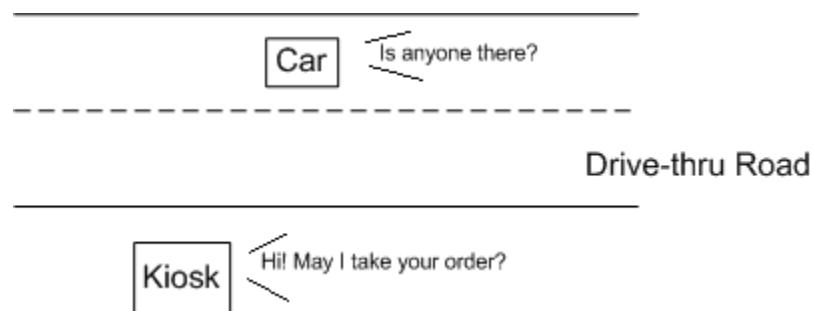 Car
Is anyone there?
Drive-thru Road
Kiosk
Hi! May I take your order?